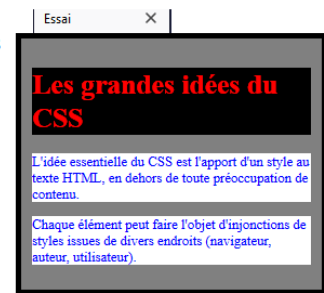 Essai
Les grandes idées du
CSS
L'idée essentielle du CSS est l'apport d'un style au
texte HTML, en dehors de toute préoccupation de
contenu.
Chaque élément peut faire l'objet d'injonctions de
styles issues de divers endroits (navigateur,
auteur, utilisateur).